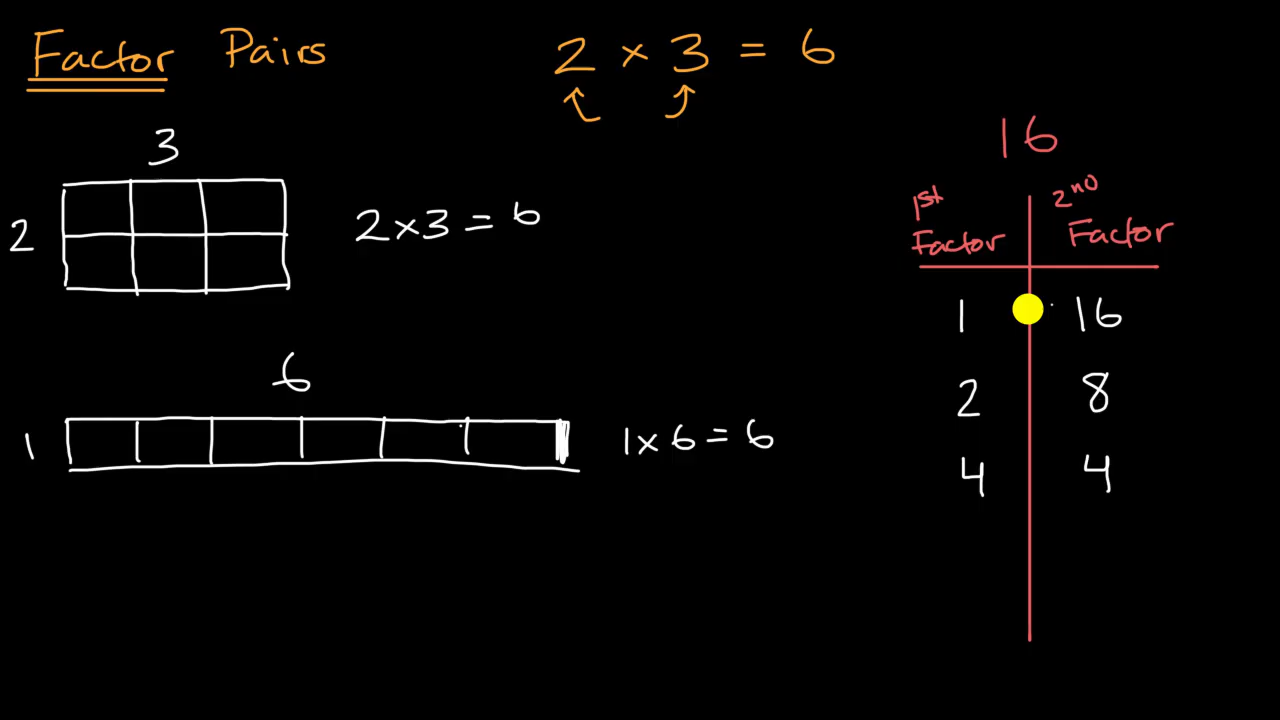 Factor Pairs
2 × 3 = 6
3
2
2×3 = 6
6
1
1×6 = 6
16
1st Factor
2nd Factor
1 16
2 8
4 4